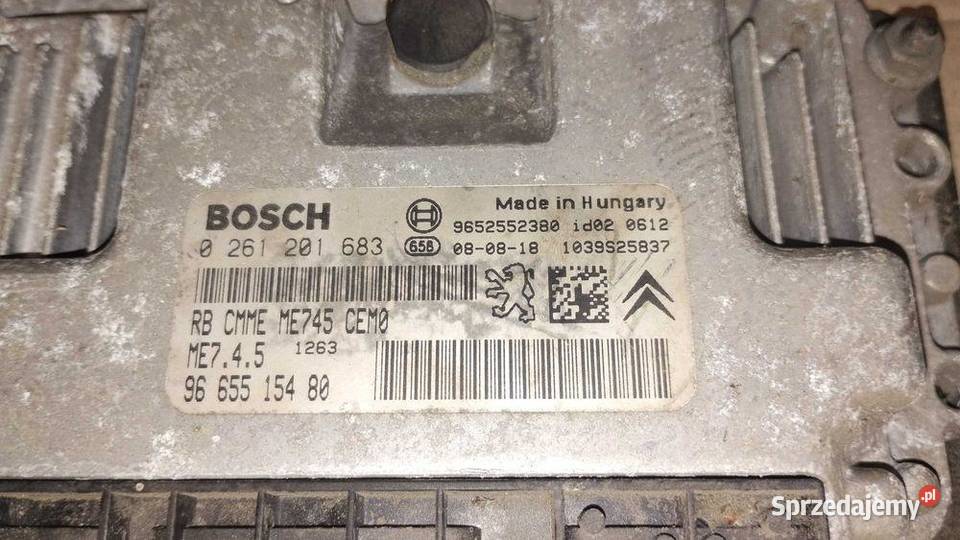 BOSCH
Made in Hungary
9652552380 id02 0612
0 261 201 683 658 08-08-18 1039S25837
RB CMME ME745 CEM0
ME7.4.5 1263
96 655 154 80
Sprzedajemy.pl